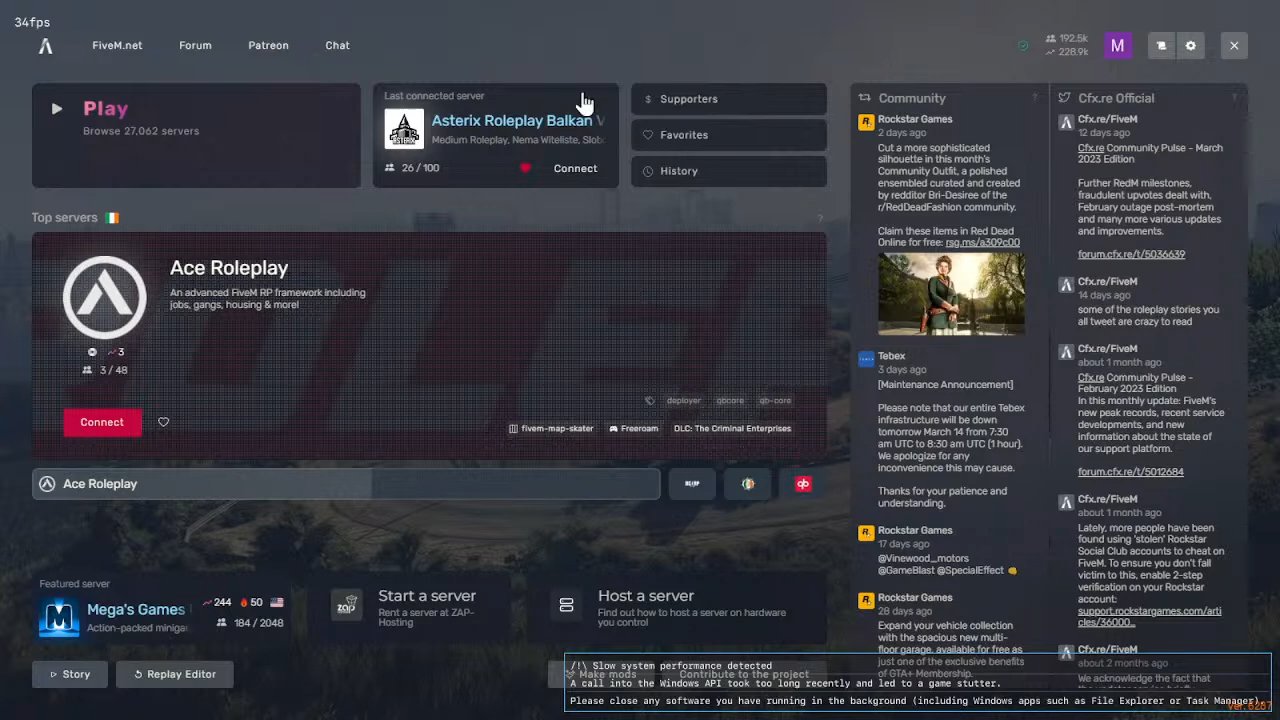 34fps
FiveM.net
Forum
Patreon
Chat
192.5k
228.9k
M
Play
Browse 27,062 servers
Last connected server
Asterix Roleplay Balkan
Medium Roleplay, Nema Witeliste, Slob
26 / 100
Connect
Supporters
Favorites
History
Top servers
?
Ace Roleplay
An advanced FiveM RP framework including
jobs, gangs, housing & more!
3
3 / 48
Connect
deployer
qbcore
qb-core
fivem-map-skater
Freeroam
DLC: The Criminal Enterprises
Ace Roleplay
qb
Featured server
Mega's Games
Action-packed miniga
244
50
184 / 2048
ZAP
Start a server
Rent a server at ZAP-
Hosting
Host a server
Find out how to host a server on hardware
you control
Story
Replay Editor
Make mods
Contribute to the project
Community
?
Rockstar Games
2 days ago
Cut a more sophisticated
silhouette in this month's
Community Outfit, a polished
ensembled curated and created
by redditor Bri-Desiree of the
r/RedDeadFashion community.
Claim these items in Red Dead
Online for free: rsg.ms/a309c00
Tebex
3 days ago
[Maintenance Announcement]
Please note that our entire Tebex
infrastructure will be down
tomorrow March 14 from 7:30
am UTC to 8:30 am UTC (1 hour).
We apologize for any
inconvenience this may cause.
Thanks for your patience and
understanding.
Rockstar Games
17 days ago
@Vinewood_motors
@GameBlast @SpecialEffect
Rockstar Games
28 days ago
Expand your vehicle collection
with the spacious new multi-
floor garage, available for free as
just one of the exclusive benefits
of GTA+ Membership.
Cfx.re Official
?
Cfx.re/FiveM
12 days ago
Cfx.re Community Pulse - March
2023 Edition
Further RedM milestones,
fraudulent upvotes dealt with,
February outage post-mortem
and many more various updates
and improvements.
forum.cfx.re/t/5036639
Cfx.re/FiveM
14 days ago
some of the roleplay stories you
all tweet are crazy to read
Cfx.re/FiveM
about 1 month ago
Cfx.re Community Pulse -
February 2023 Edition
In this monthly update: FiveM's
new peak records, recent service
developments, and new
information about the state of
our support platform.
forum.cfx.re/t/5012684
Cfx.re/FiveM
about 1 month ago
Lately, more people have been
found using 'stolen' Rockstar
Social Club accounts to cheat on
FiveM. To ensure you don't fall
victim to this, enable 2-step
verification on your Rockstar
account:
support.rockstargames.com/arti
cles/36000…
Cfx.re/FiveM
about 2 months ago
We acknowledge the fact that
/!\ Slow system performance detected
A call into the Windows API took too long recently and led to a game stutter.
Please close any software you have running in the background (including Windows apps such as File Explorer or Task Manager)